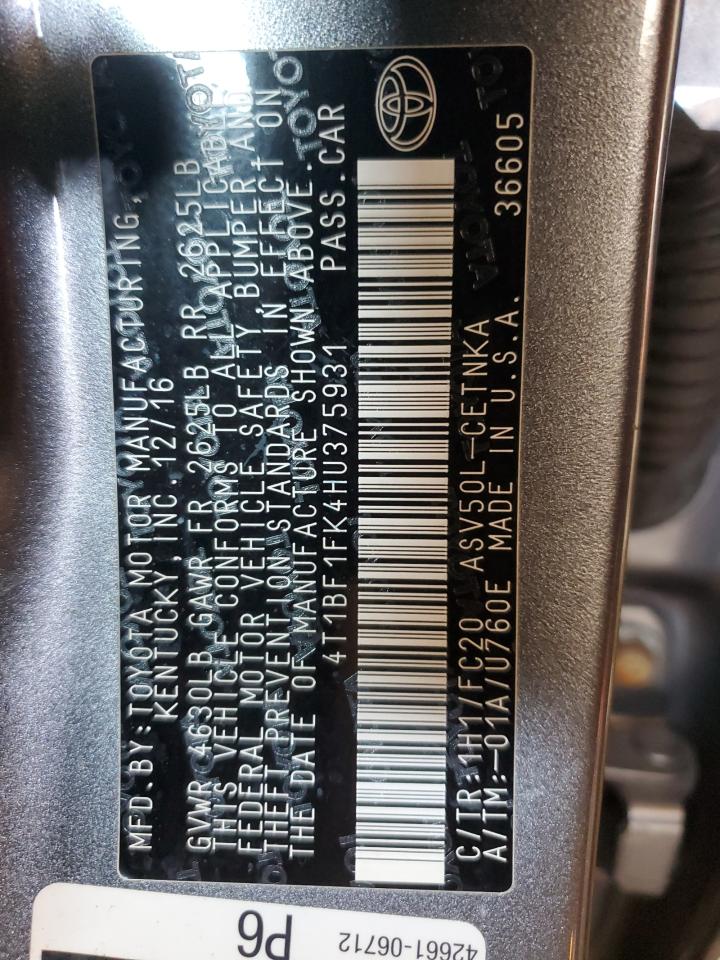 MFD.BY:TOYOTA MOTOR MANUFACTURING,
KENTUCKY, INC. 12/16
GVWR 4630LB GAWR FR 2625LB RR 2625LB
THIS VEHICLE CONFORMS TO ALL APPLICABLE
FEDERAL MOTOR VEHICLE SAFETY BUMPER AND
THEFT PREVENTION STANDARDS IN EFFECT ON
THE DATE OF MANUFACTURE SHOWN ABOVE.
4T1BF1FK4HU375931 PASS.CAR
C/TR:1H1/FC20 ASV50L-CETNKA
A/TM:-01A/U760E MADE IN U.S.A. 36605
P6
42661-06712